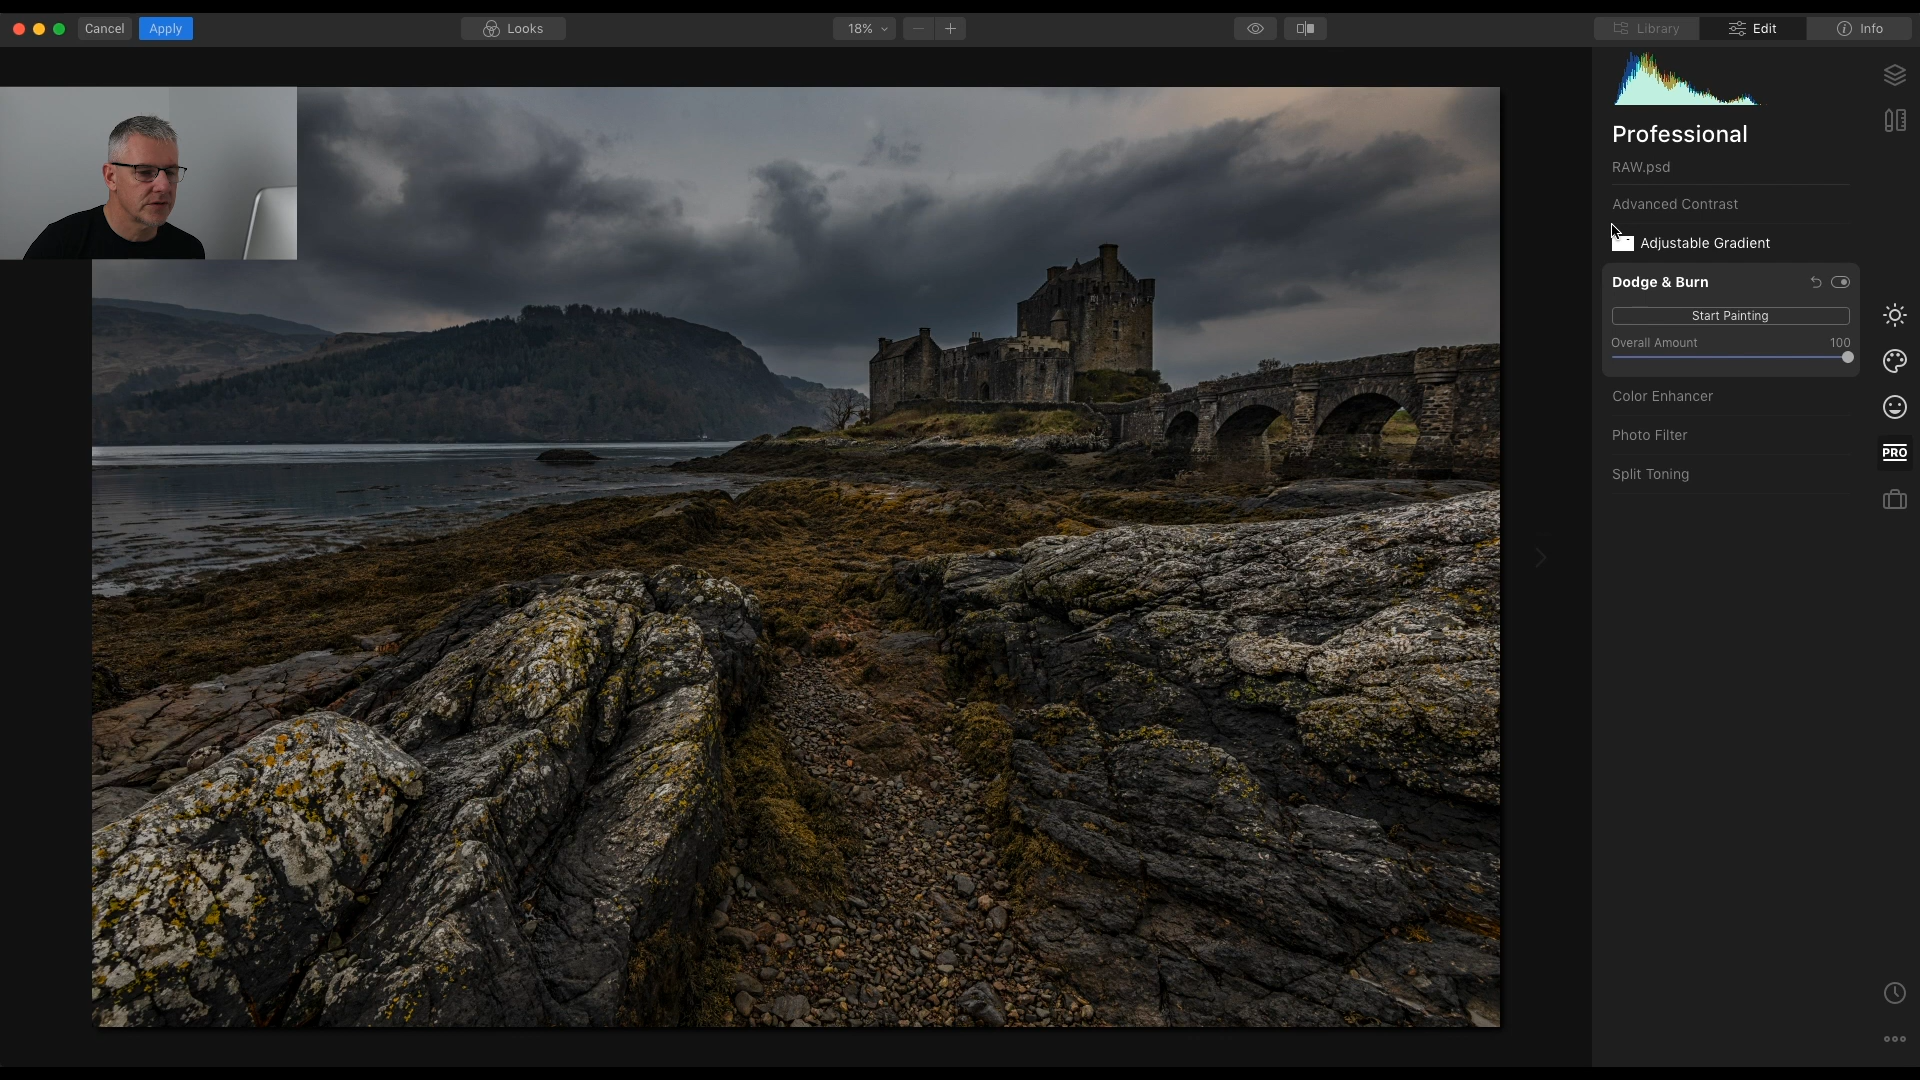 Cancel
Apply
Looks
18%
Library
Edit
Info
Professional
RAW.psd
Advanced Contrast
Adjustable Gradient
Dodge & Burn
Start Painting
Overall Amount 100
Color Enhancer
Photo Filter
PRO
Split Toning